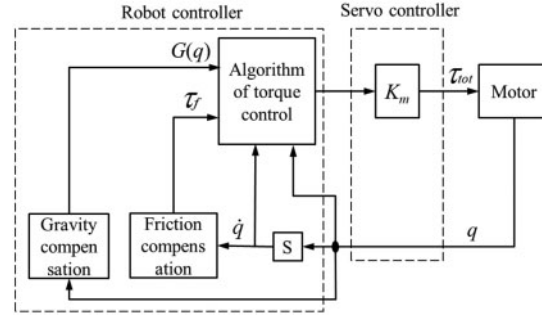 Robot controller
Servo controller
G(q)
Algorithm
of torque
control
τf
Km
τtot
Motor
Gravity
compen
sation
Friction
compens
ation
q̇
S
q